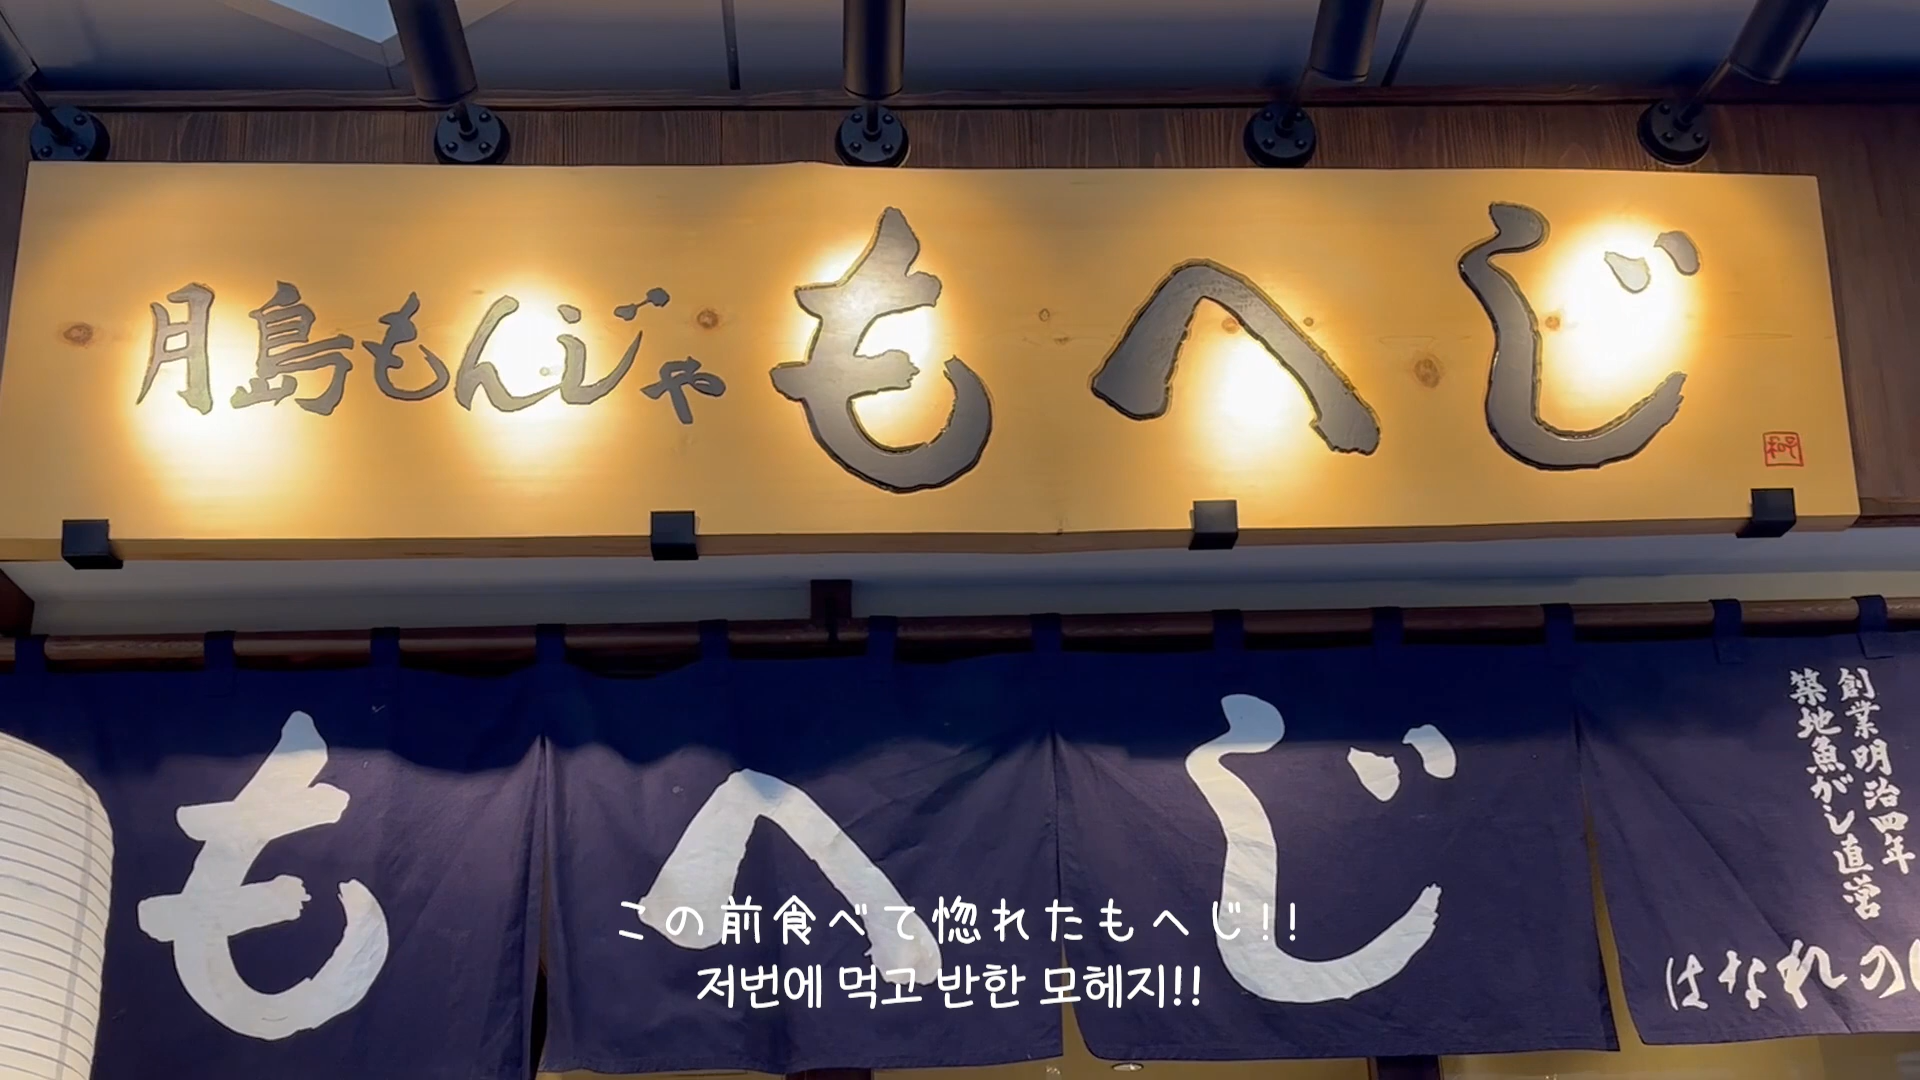 月島もんじゃ もへじ
もへじ
創業明治四年
築地魚がし直営
はなれの
この前食べて惚れたもへじ!!
저번에 먹고 반한 모헤지!!